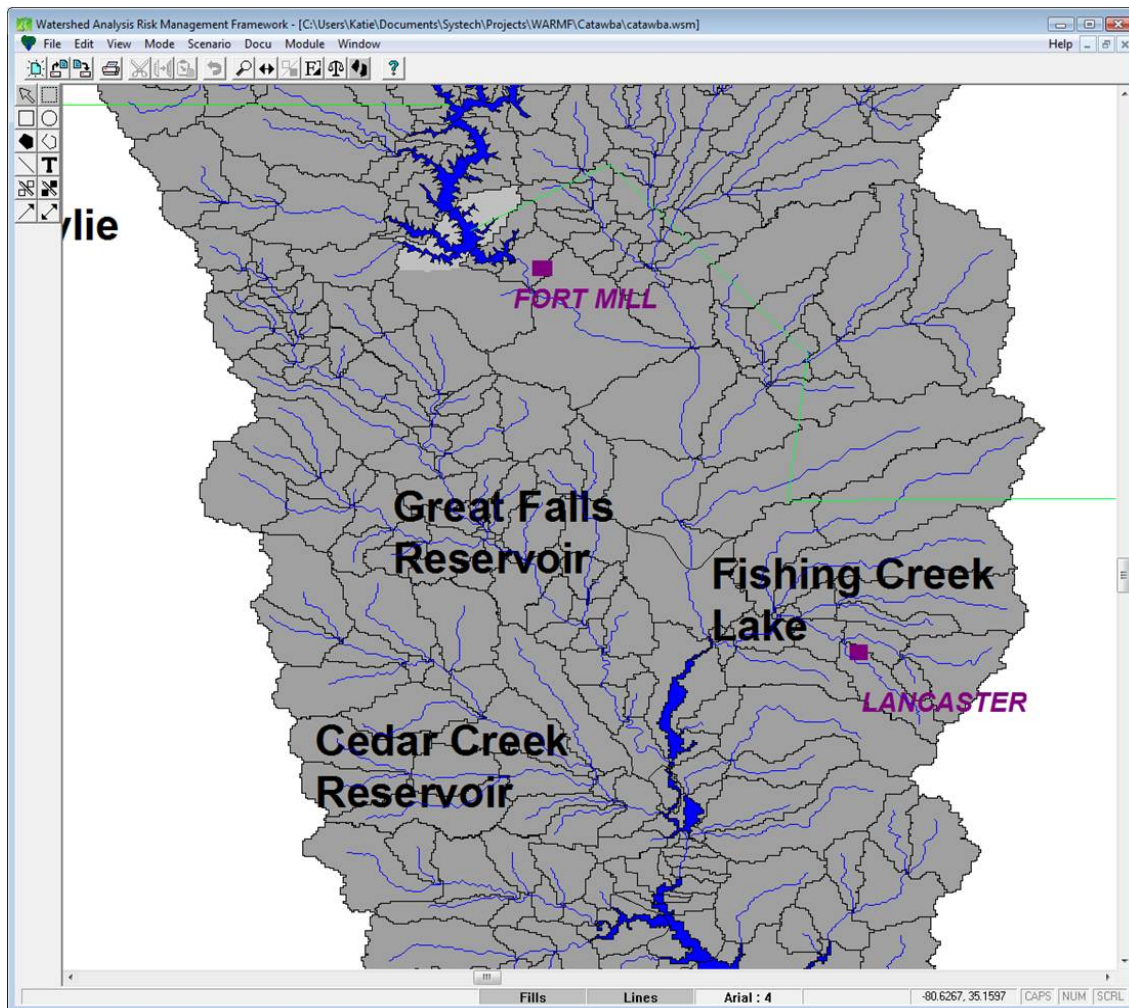 Watershed Analysis Risk Management Framework - [C:\Users\Katie\Documents\Systech\Projects\WARMF\Catawba\catawba.wsm]
File Edit View Mode Scenario Docu Module Window Help
F
?
T
ylie
FORT MILL
Great Falls
Reservoir
Fishing Creek
Lake
LANCASTER
Cedar Creek
Reservoir
Fills Lines Arial : 4 -80.6267, 35.1597 CAPS NUM SCRL